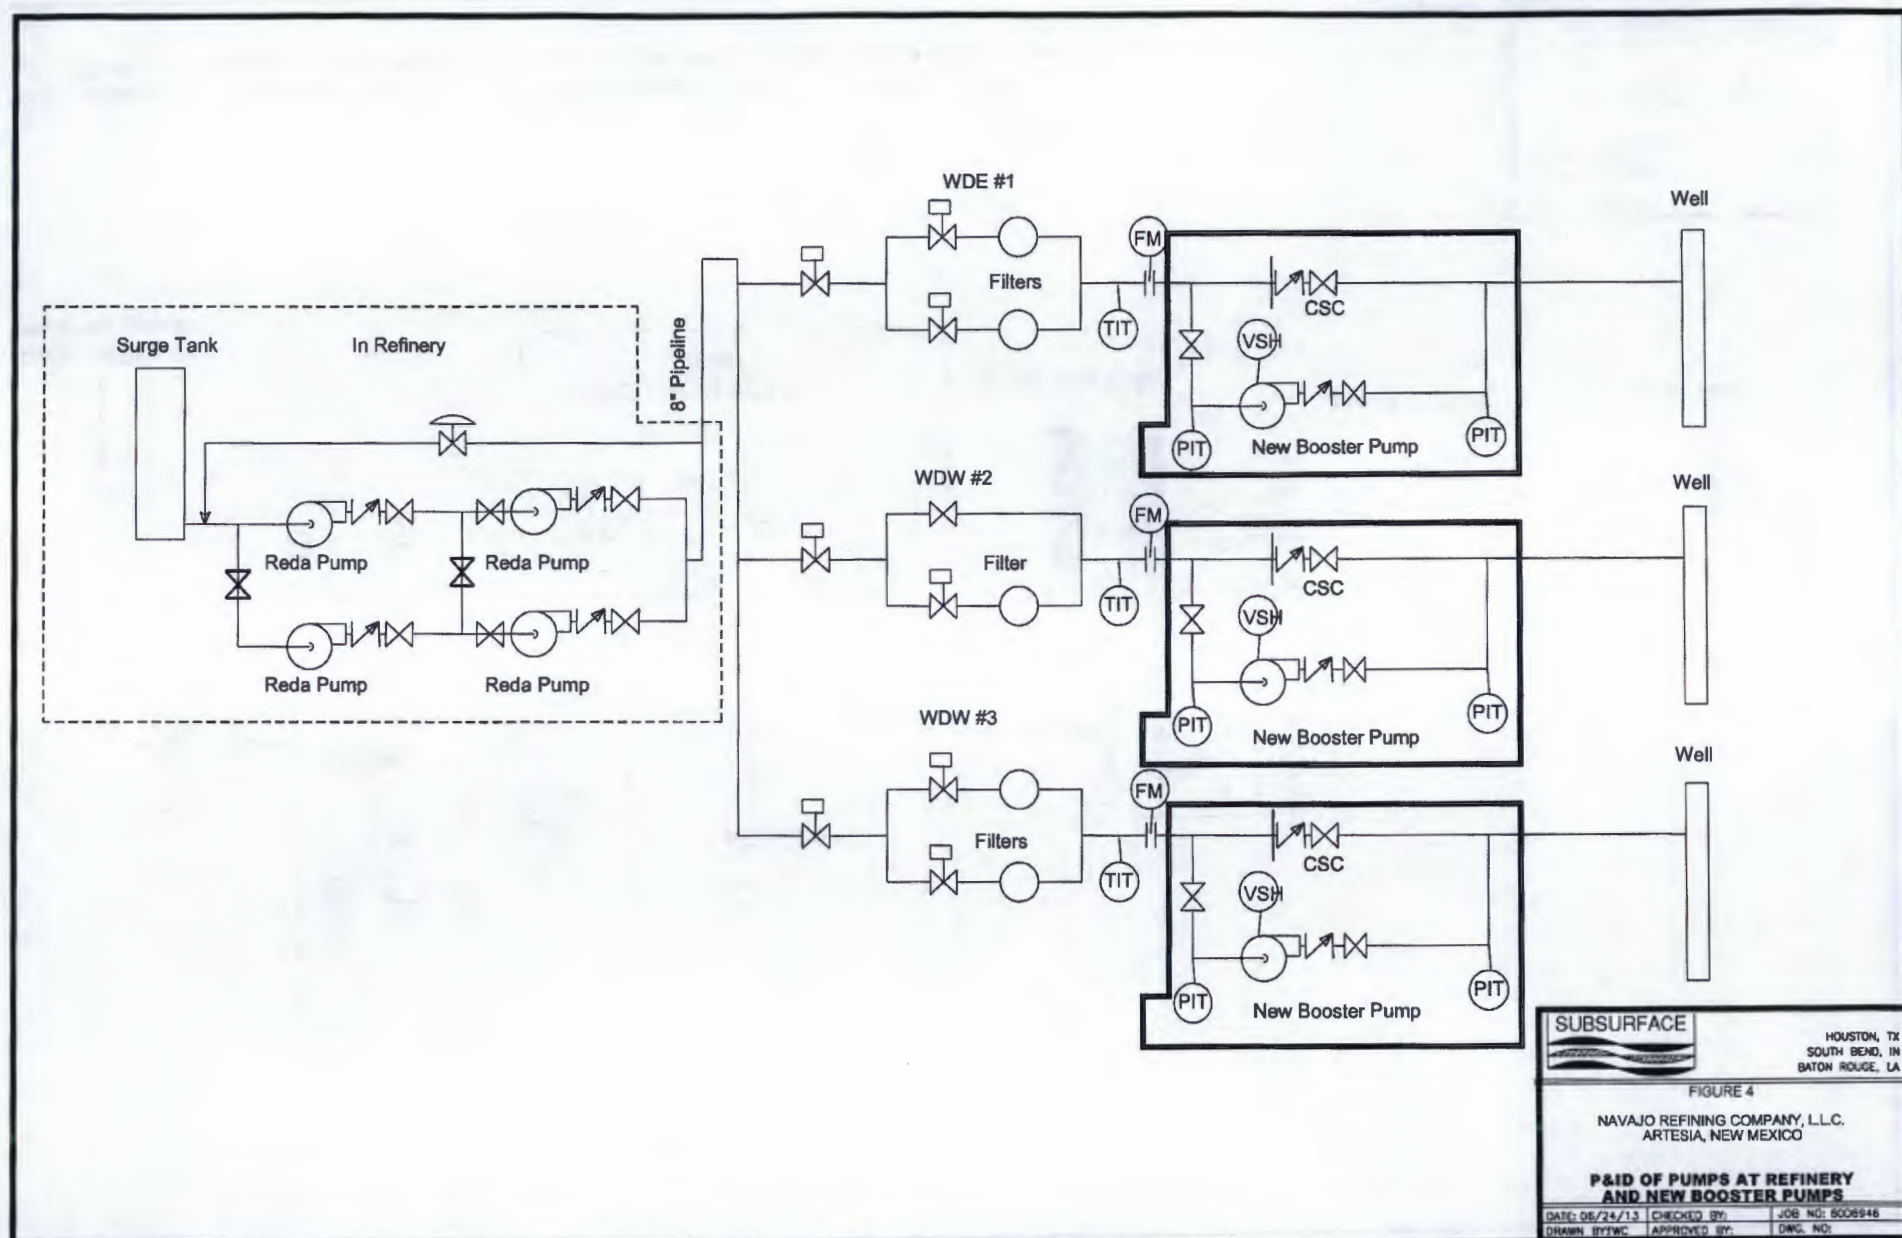 WDE #1
Well
FM
Filters
CSC
TIT
VSH
PIT
PIT
New Booster Pump
Surge Tank
In Refinery
8" Pipeline
Reda Pump
Reda Pump
Reda Pump
Reda Pump
WDW #2
Well
FM
Filter
CSC
TIT
VSH
PIT
PIT
New Booster Pump
WDW #3
Well
FM
Filters
CSC
TIT
VSH
PIT
PIT
New Booster Pump
SUBSURFACE
HOUSTON, TX
SOUTH BEND, IN
BATON ROUGE, LA
FIGURE 4
NAVAJO REFINING COMPANY, L.L.C.
ARTESIA, NEW MEXICO
P&ID OF PUMPS AT REFINERY
AND NEW BOOSTER PUMPS
DATE: 06/24/13 CHECKED BY: JOB NO:
DRAWN BY: WC APPROVED BY: DWG. NO: